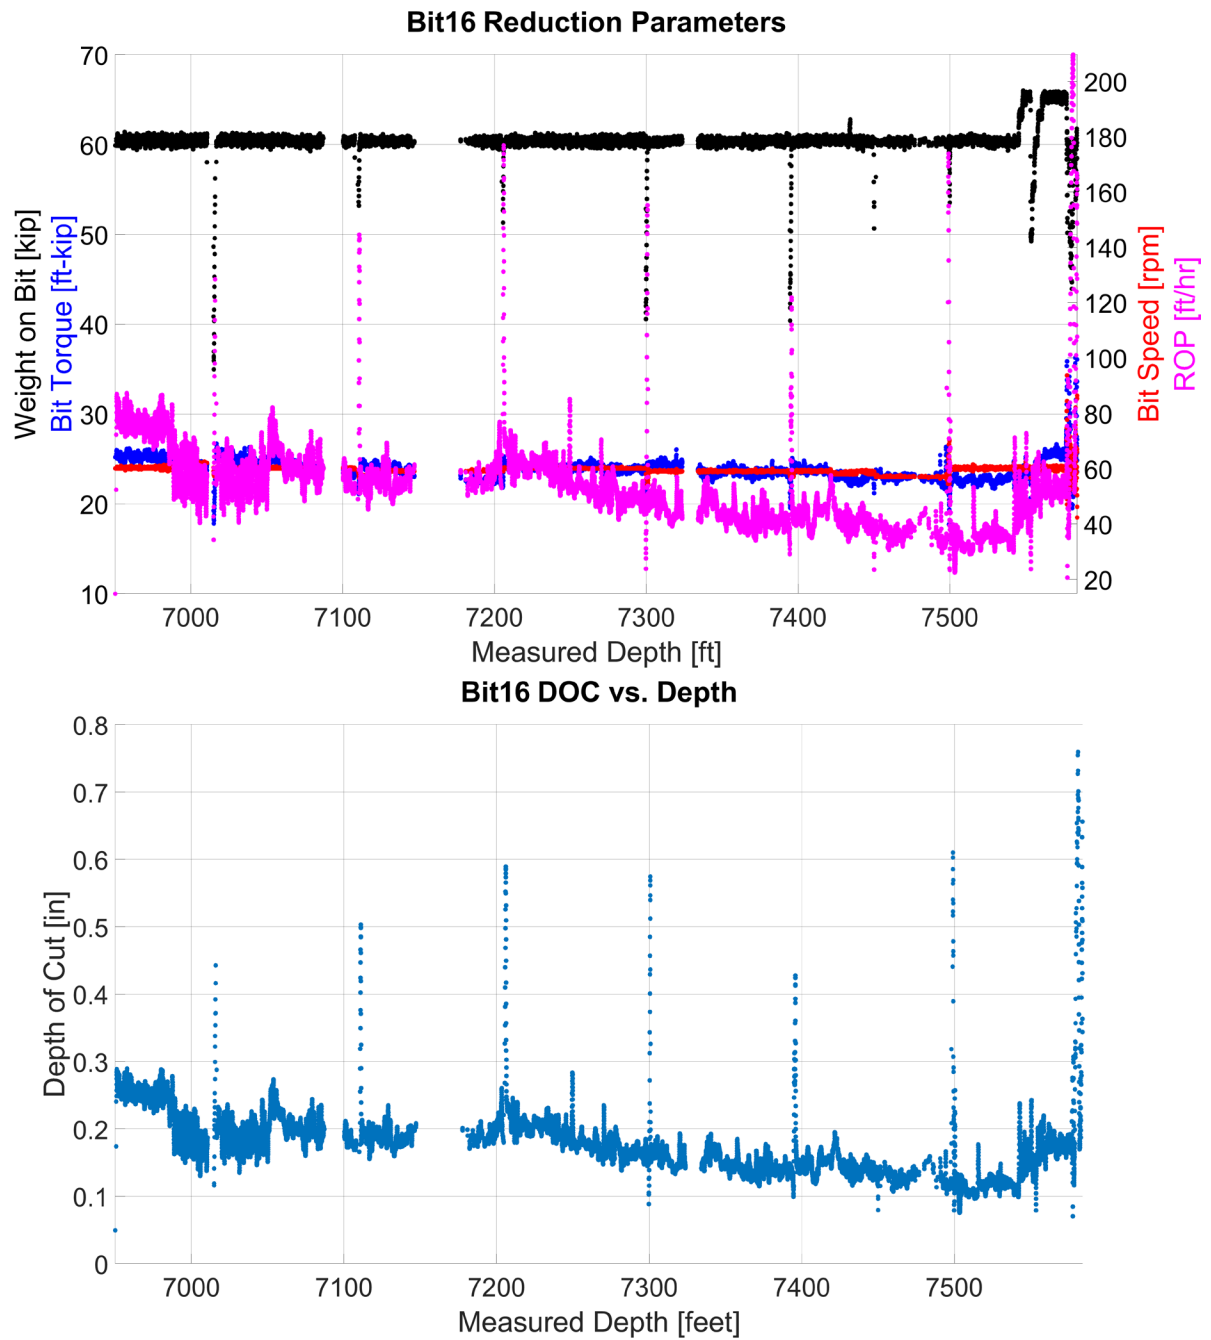 Bit16 Reduction Parameters
Weight on Bit [kip]
Bit Torque [ft-kip]
70
60
50
40
30
20
10
200
180
160
140
120
100
80
60
40
20
Bit Speed [rpm]
ROP [ft/hr]
7000 7100 7200 7300 7400 7500
Measured Depth [ft]
Bit16 DOC vs. Depth
Depth of Cut [in]
0.8
0.7
0.6
0.5
0.4
0.3
0.2
0.1
0
7000 7100 7200 7300 7400 7500
Measured Depth [feet]